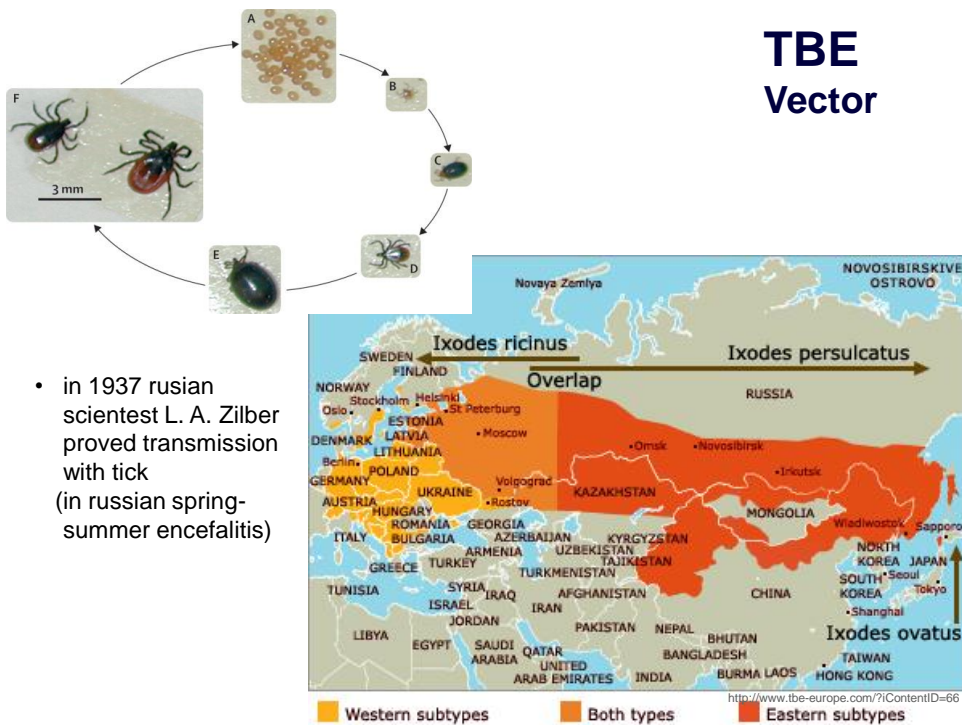 TBE
Vector
A
B
C
D
E
F
3 mm
• in 1937 rusian
scientest L. A. Zilber
proved transmission
with tick
(in russian spring-
summer encefalitis)
Novaya Zemlya
NOVOSIBIRSKIVE
OSTROVO
Ixodes ricinus
Ixodes persulcatus
Overlap
SWEDEN
FINLAND
NORWAY
RUSSIA
Oslo
Stockholm
Helsinki
St Peterburg
ESTONIA
LATVIA
LITHUANIA
Moscow
Omsk
Novosibirsk
DENMARK
Benin
POLAND
GERMANY
Irkutsk
Volgograd
UKRAINE
Rostov
KAZAKHSTAN
AUSTRIA
HUNGARY
MONGOLIA
ROMANIA
BULGARIA
ITALY
GEORGIA
AZERBAIJAN
KYRGYZSTAN
Wladiwostok
Sapporo
ARMENIA
UZBEKISTAN
TAJIKISTAN
GREECE
TURKEY
TURKMENISTAN
NORTH
KOREA
JAPAN
Seoul
SOUTH
KOREA
Tokyo
TUNISIA
SYRIA
IRAQ
AFGHANISTAN
CHINA
ISRAEL
IRAN
Shanghai
JORDAN
PAKISTAN
NEPAL
Ixodes ovatus
LIBYA
EGYPT
SAUDI
ARABIA
QATAR
BHUTAN
BANGLADESH
TAIWAN
UNITED
ARAB EMIRATES
INDIA
BURMA
LAOS
HONG KONG
http://www.tbe-europe.com/?iContentID=66
Western subtypes
Both types
Eastern subtypes